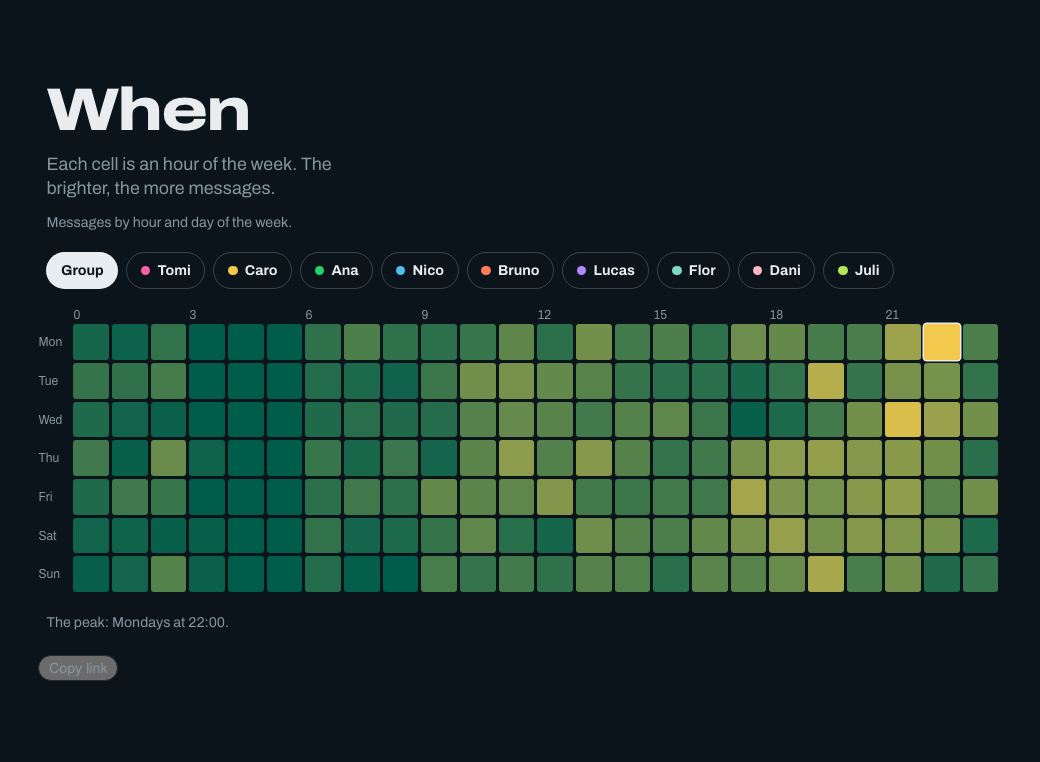 When
Each cell is an hour of the week. The
brighter, the more messages.
Messages by hour and day of the week.
Group Tomi Caro Ana Nico Bruno Lucas Flor Dani Juli
0 3 6 9 12 15 18 21
Mon
Tue
Wed
Thu
Fri
Sat
Sun
The peak: Mondays at 22:00.
Copy link